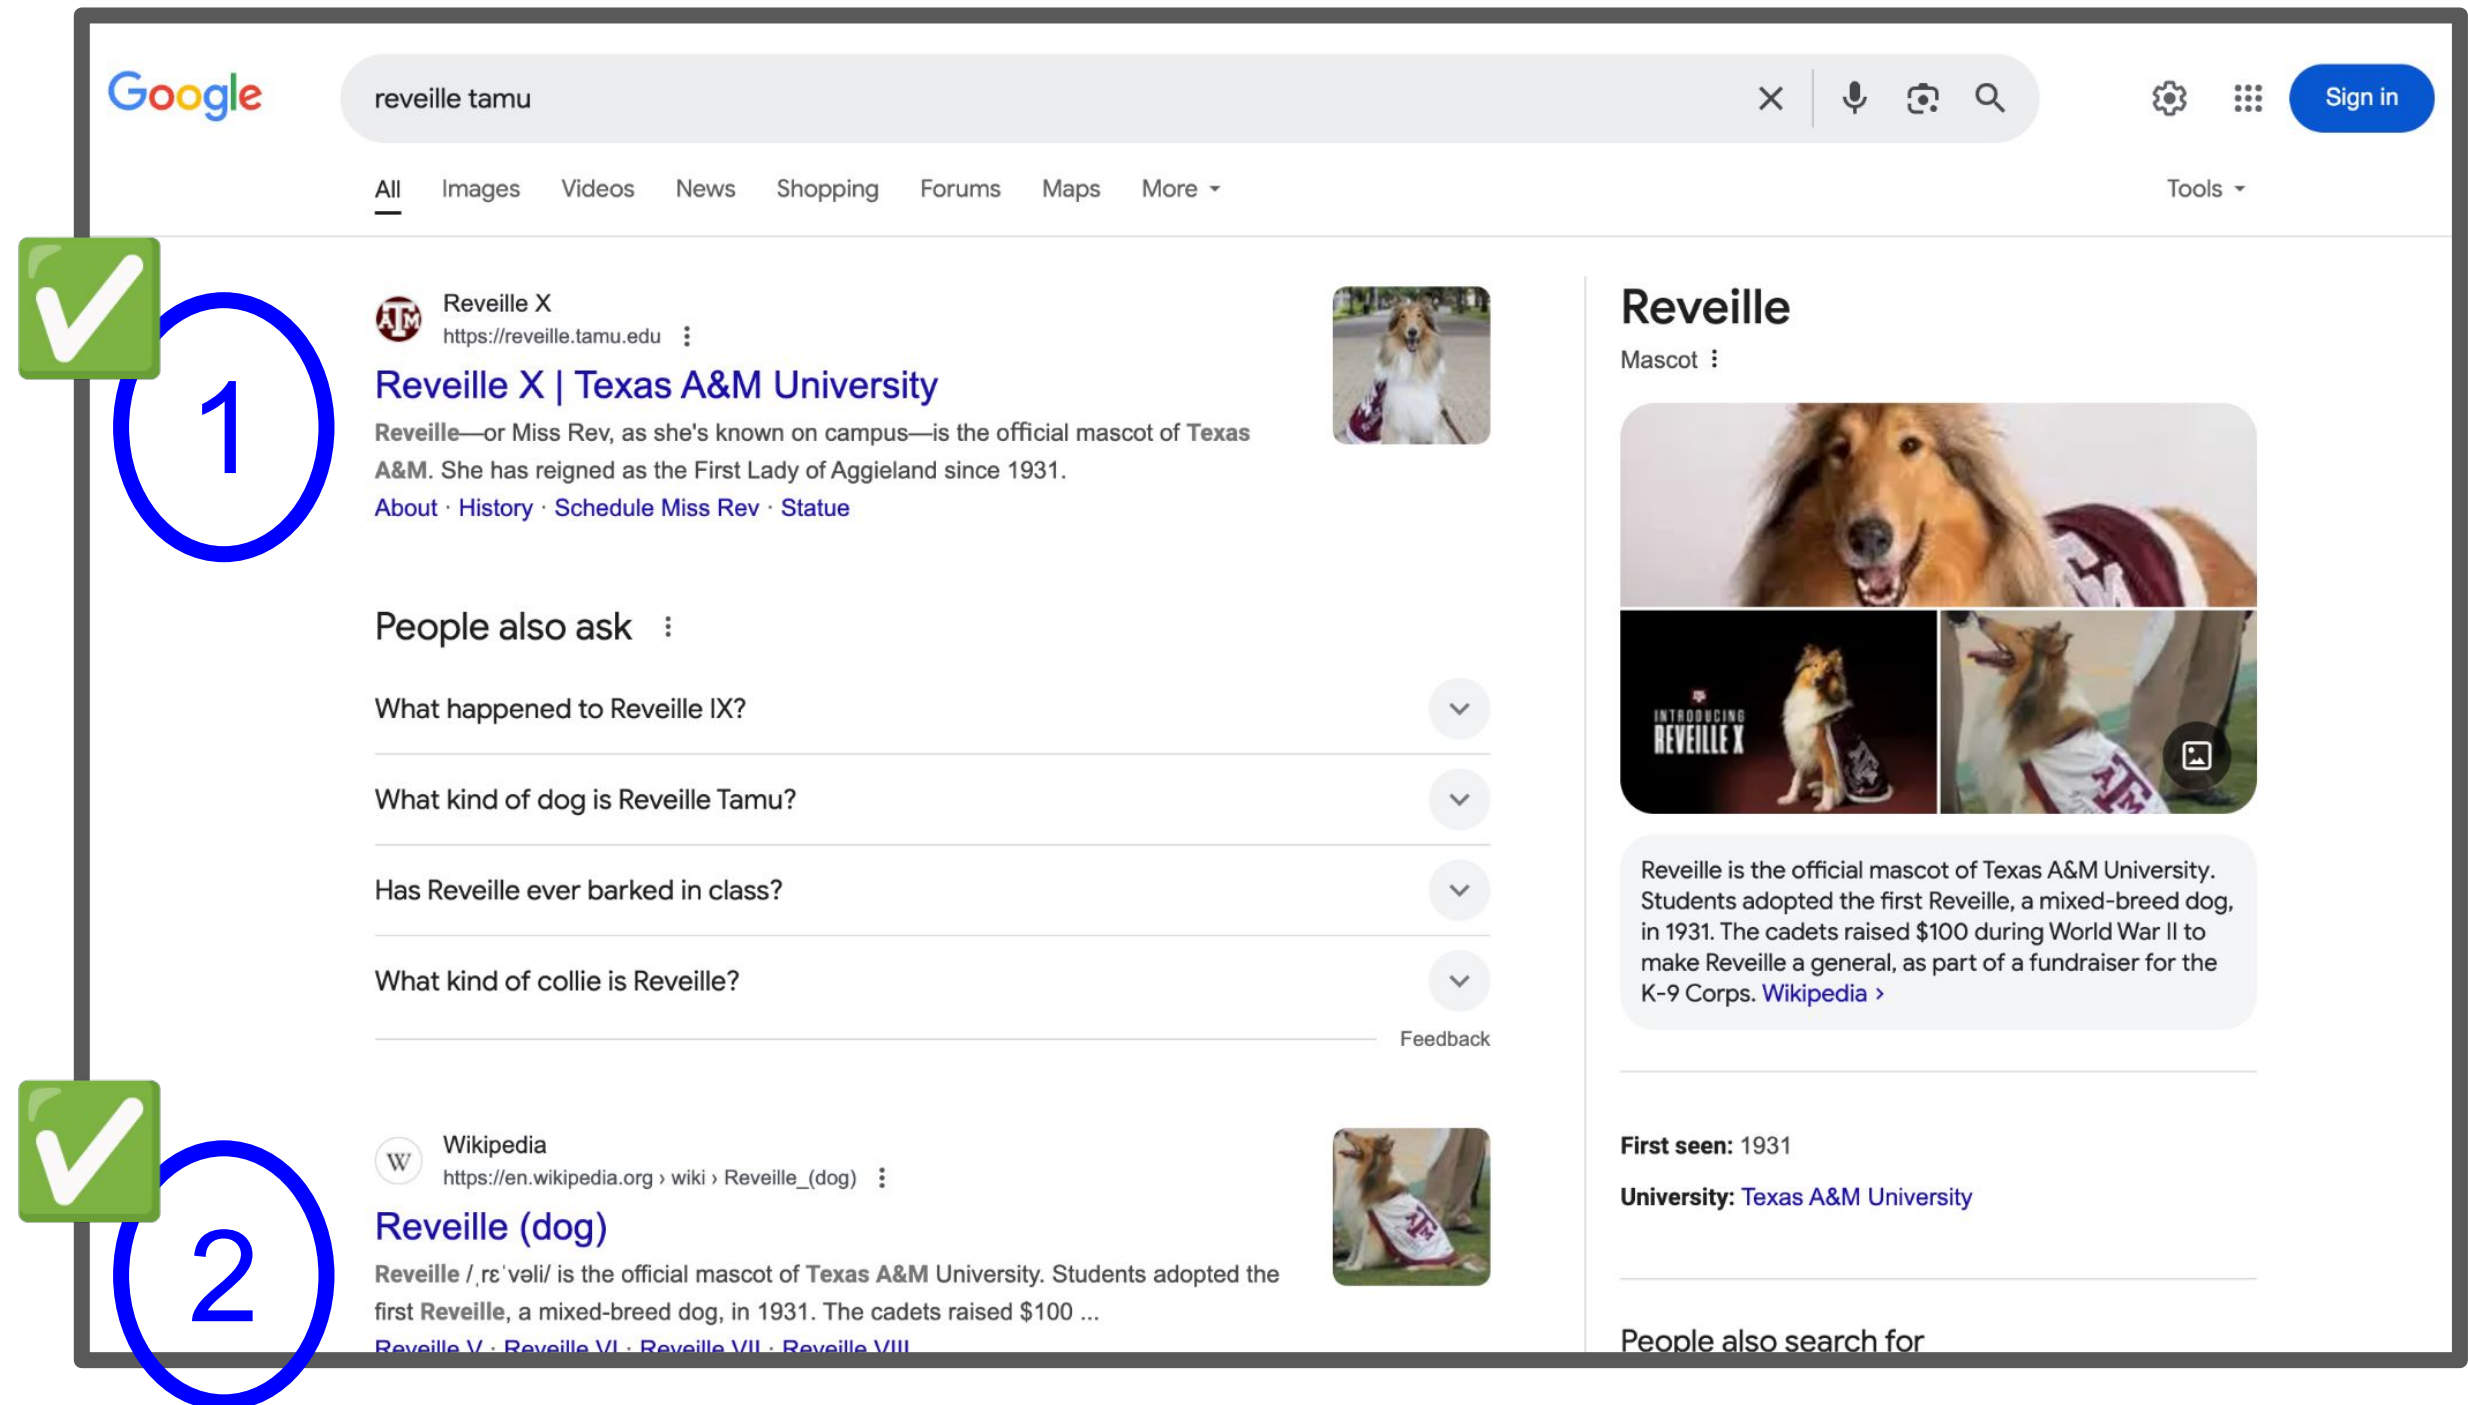 Google
reveille tamu
Sign in
All Images Videos News Shopping Forums Maps More
Tools
1
Reveille X
https://reveille.tamu.edu
Reveille X | Texas A&M University
Reveille—or Miss Rev, as she's known on campus—is the official mascot of Texas
A&M. She has reigned as the First Lady of Aggieland since 1931.
About · History · Schedule Miss Rev · Statue
People also ask
What happened to Reveille IX?
What kind of dog is Reveille Tamu?
Has Reveille ever barked in class?
What kind of collie is Reveille?
Feedback
2
Wikipedia
https://en.wikipedia.org › wiki › Reveille_(dog)
Reveille (dog)
Reveille /ˌrɛˈvəli/ is the official mascot of Texas A&M University. Students adopted the
first Reveille, a mixed-breed dog, in 1931. The cadets raised $100 ...
Reveille V · Reveille VI · Reveille VII · Reveille VIII
Reveille
Mascot
INTRODUCING
REVEILLE X
ATM
Reveille is the official mascot of Texas A&M University.
Students adopted the first Reveille, a mixed-breed dog,
in 1931. The cadets raised $100 during World War II to
make Reveille a general, as part of a fundraiser for the
K-9 Corps. Wikipedia ›
First seen: 1931
University: Texas A&M University
People also search for